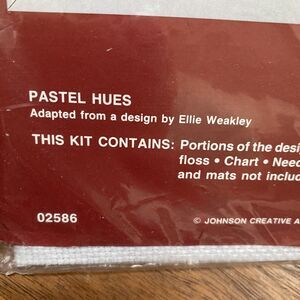 PASTEL HUES
Adapted from a design by Ellie Weakley
THIS KIT CONTAINS: Portions of the desi
floss • Chart • Need
and mats not includ
02586
© JOHNSON CREATIVE A